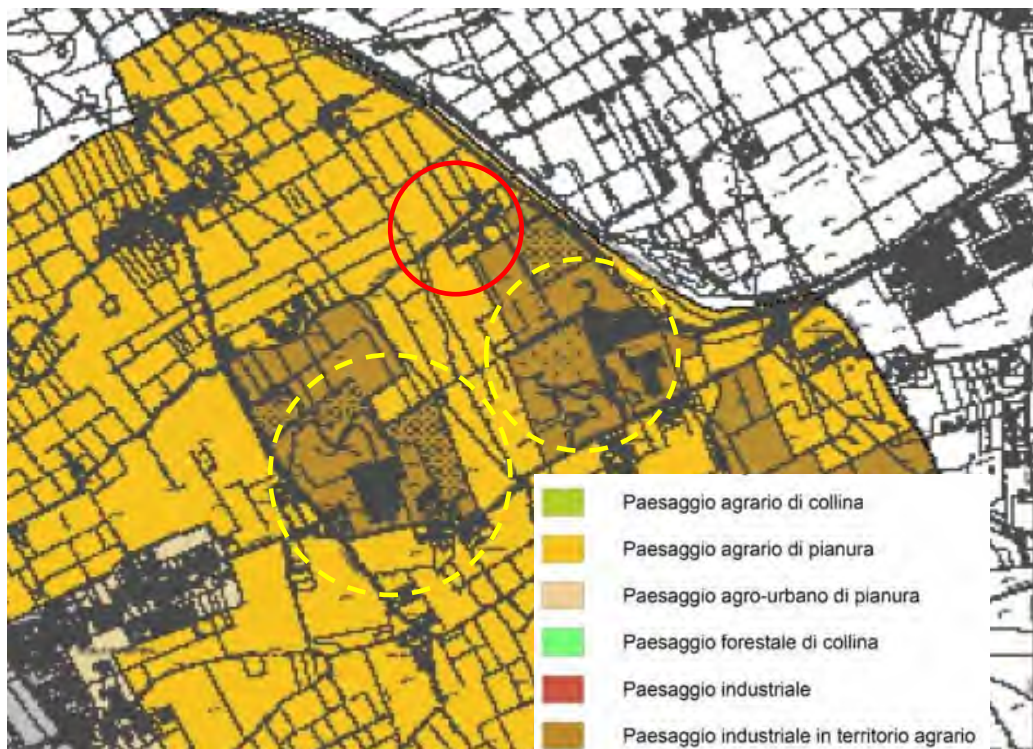 Paesaggio agrario di collina
Paesaggio agrario di pianura
Paesaggio agro-urbano di pianura
Paesaggio forestale di collina
Paesaggio industriale
Paesaggio industriale in territorio agrario